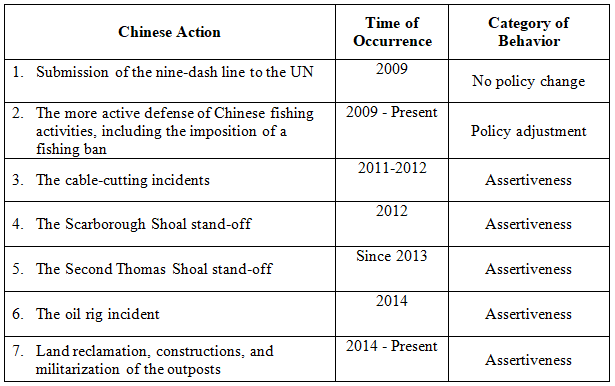 Chinese Action
Time of
Occurrence
Category of
Behavior
1. Submission of the nine-dash line to the UN
2009
No policy change
2. The more active defense of Chinese fishing
activities, including the imposition of a
fishing ban
2009 - Present
Policy adjustment
3. The cable-cutting incidents
2011-2012
Assertiveness
4. The Scarborough Shoal stand-off
2012
Assertiveness
5. The Second Thomas Shoal stand-off
Since 2013
Assertiveness
6. The oil rig incident
2014
Assertiveness
7. Land reclamation, constructions, and
militarization of the outposts
2014 - Present
Assertiveness